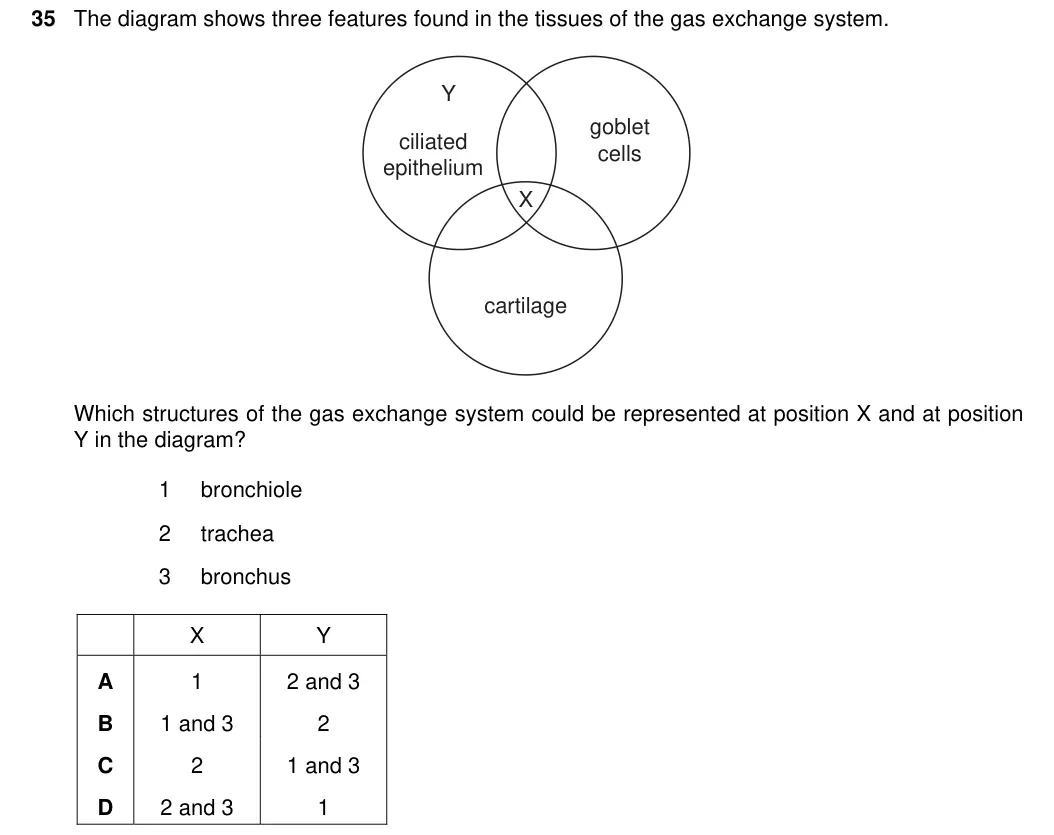 35 The diagram shows three features found in the tissues of the gas exchange system.
Y
ciliated
epithelium
goblet
cells
X
cartilage
Which structures of the gas exchange system could be represented at position X and at position
Y in the diagram?
1 bronchiole
2 trachea
3 bronchus
X Y
A 1 2 and 3
B 1 and 3 2
C 2 1 and 3
D 2 and 3 1